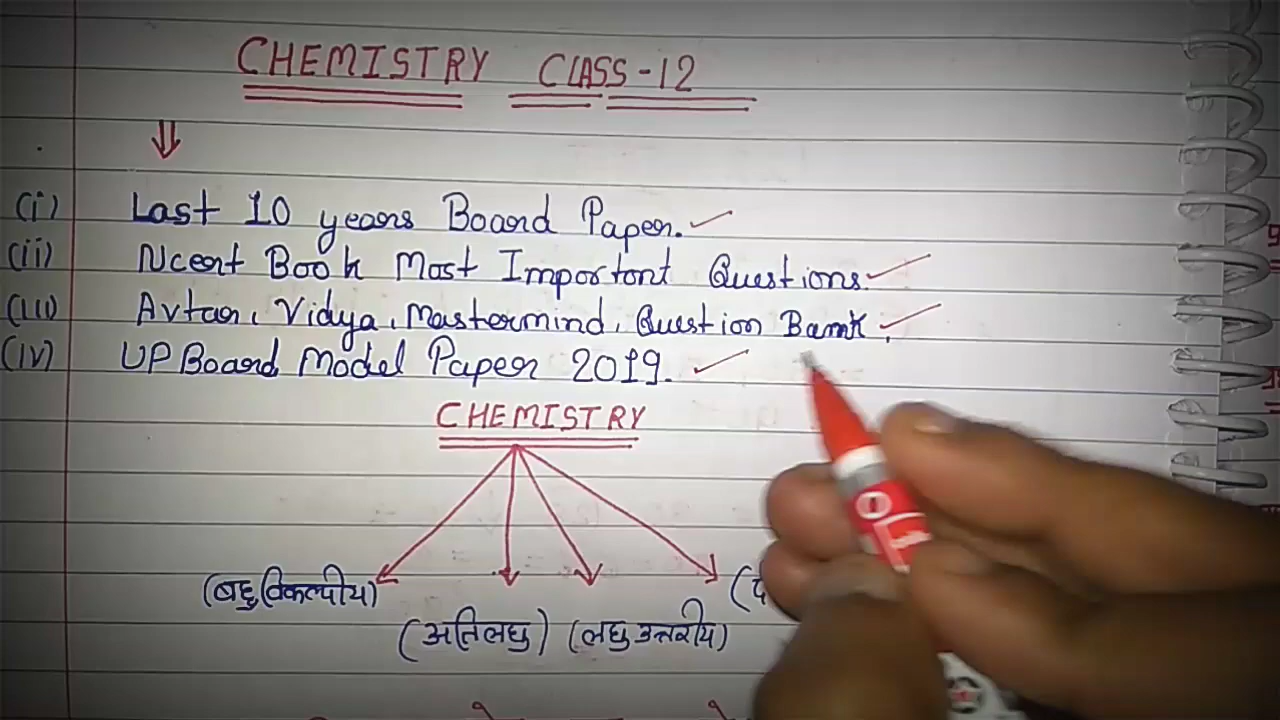 CHEMISTRY CLASS-12
(i) Last 10 years Board Paper.
(ii) Ncert Book Most Important Questions.
(iii) Avtar, Vidya, Mastermind, Question Bank.
(iv) UP Board Model Paper 2019.
CHEMISTRY
(बहुविकल्पीय)
(अतिलघु) (लघु उत्तरीय)